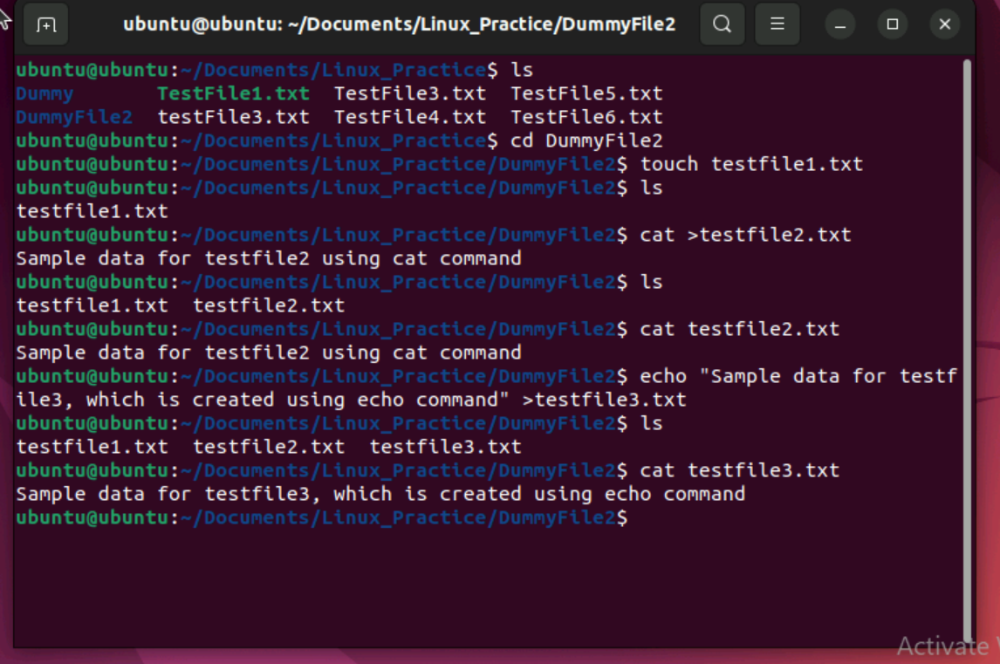 ubuntu@ubuntu: ~/Documents/Linux_Practice/DummyFile2
ubuntu@ubuntu:~/Documents/Linux_Practice$ ls
Dummy       TestFile1.txt  TestFile3.txt  TestFile5.txt
DummyFile2  testFile3.txt  TestFile4.txt  TestFile6.txt
ubuntu@ubuntu:~/Documents/Linux_Practice$ cd DummyFile2
ubuntu@ubuntu:~/Documents/Linux_Practice/DummyFile2$ touch testfile1.txt
ubuntu@ubuntu:~/Documents/Linux_Practice/DummyFile2$ ls
testfile1.txt
ubuntu@ubuntu:~/Documents/Linux_Practice/DummyFile2$ cat >testfile2.txt
Sample data for testfile2 using cat command
ubuntu@ubuntu:~/Documents/Linux_Practice/DummyFile2$ ls
testfile1.txt  testfile2.txt
ubuntu@ubuntu:~/Documents/Linux_Practice/DummyFile2$ cat testfile2.txt
Sample data for testfile2 using cat command
ubuntu@ubuntu:~/Documents/Linux_Practice/DummyFile2$ echo "Sample data for testf
ile3, which is created using echo command" >testfile3.txt
ubuntu@ubuntu:~/Documents/Linux_Practice/DummyFile2$ ls
testfile1.txt  testfile2.txt  testfile3.txt
ubuntu@ubuntu:~/Documents/Linux_Practice/DummyFile2$ cat testfile3.txt
Sample data for testfile3, which is created using echo command
ubuntu@ubuntu:~/Documents/Linux_Practice/DummyFile2$
Activate